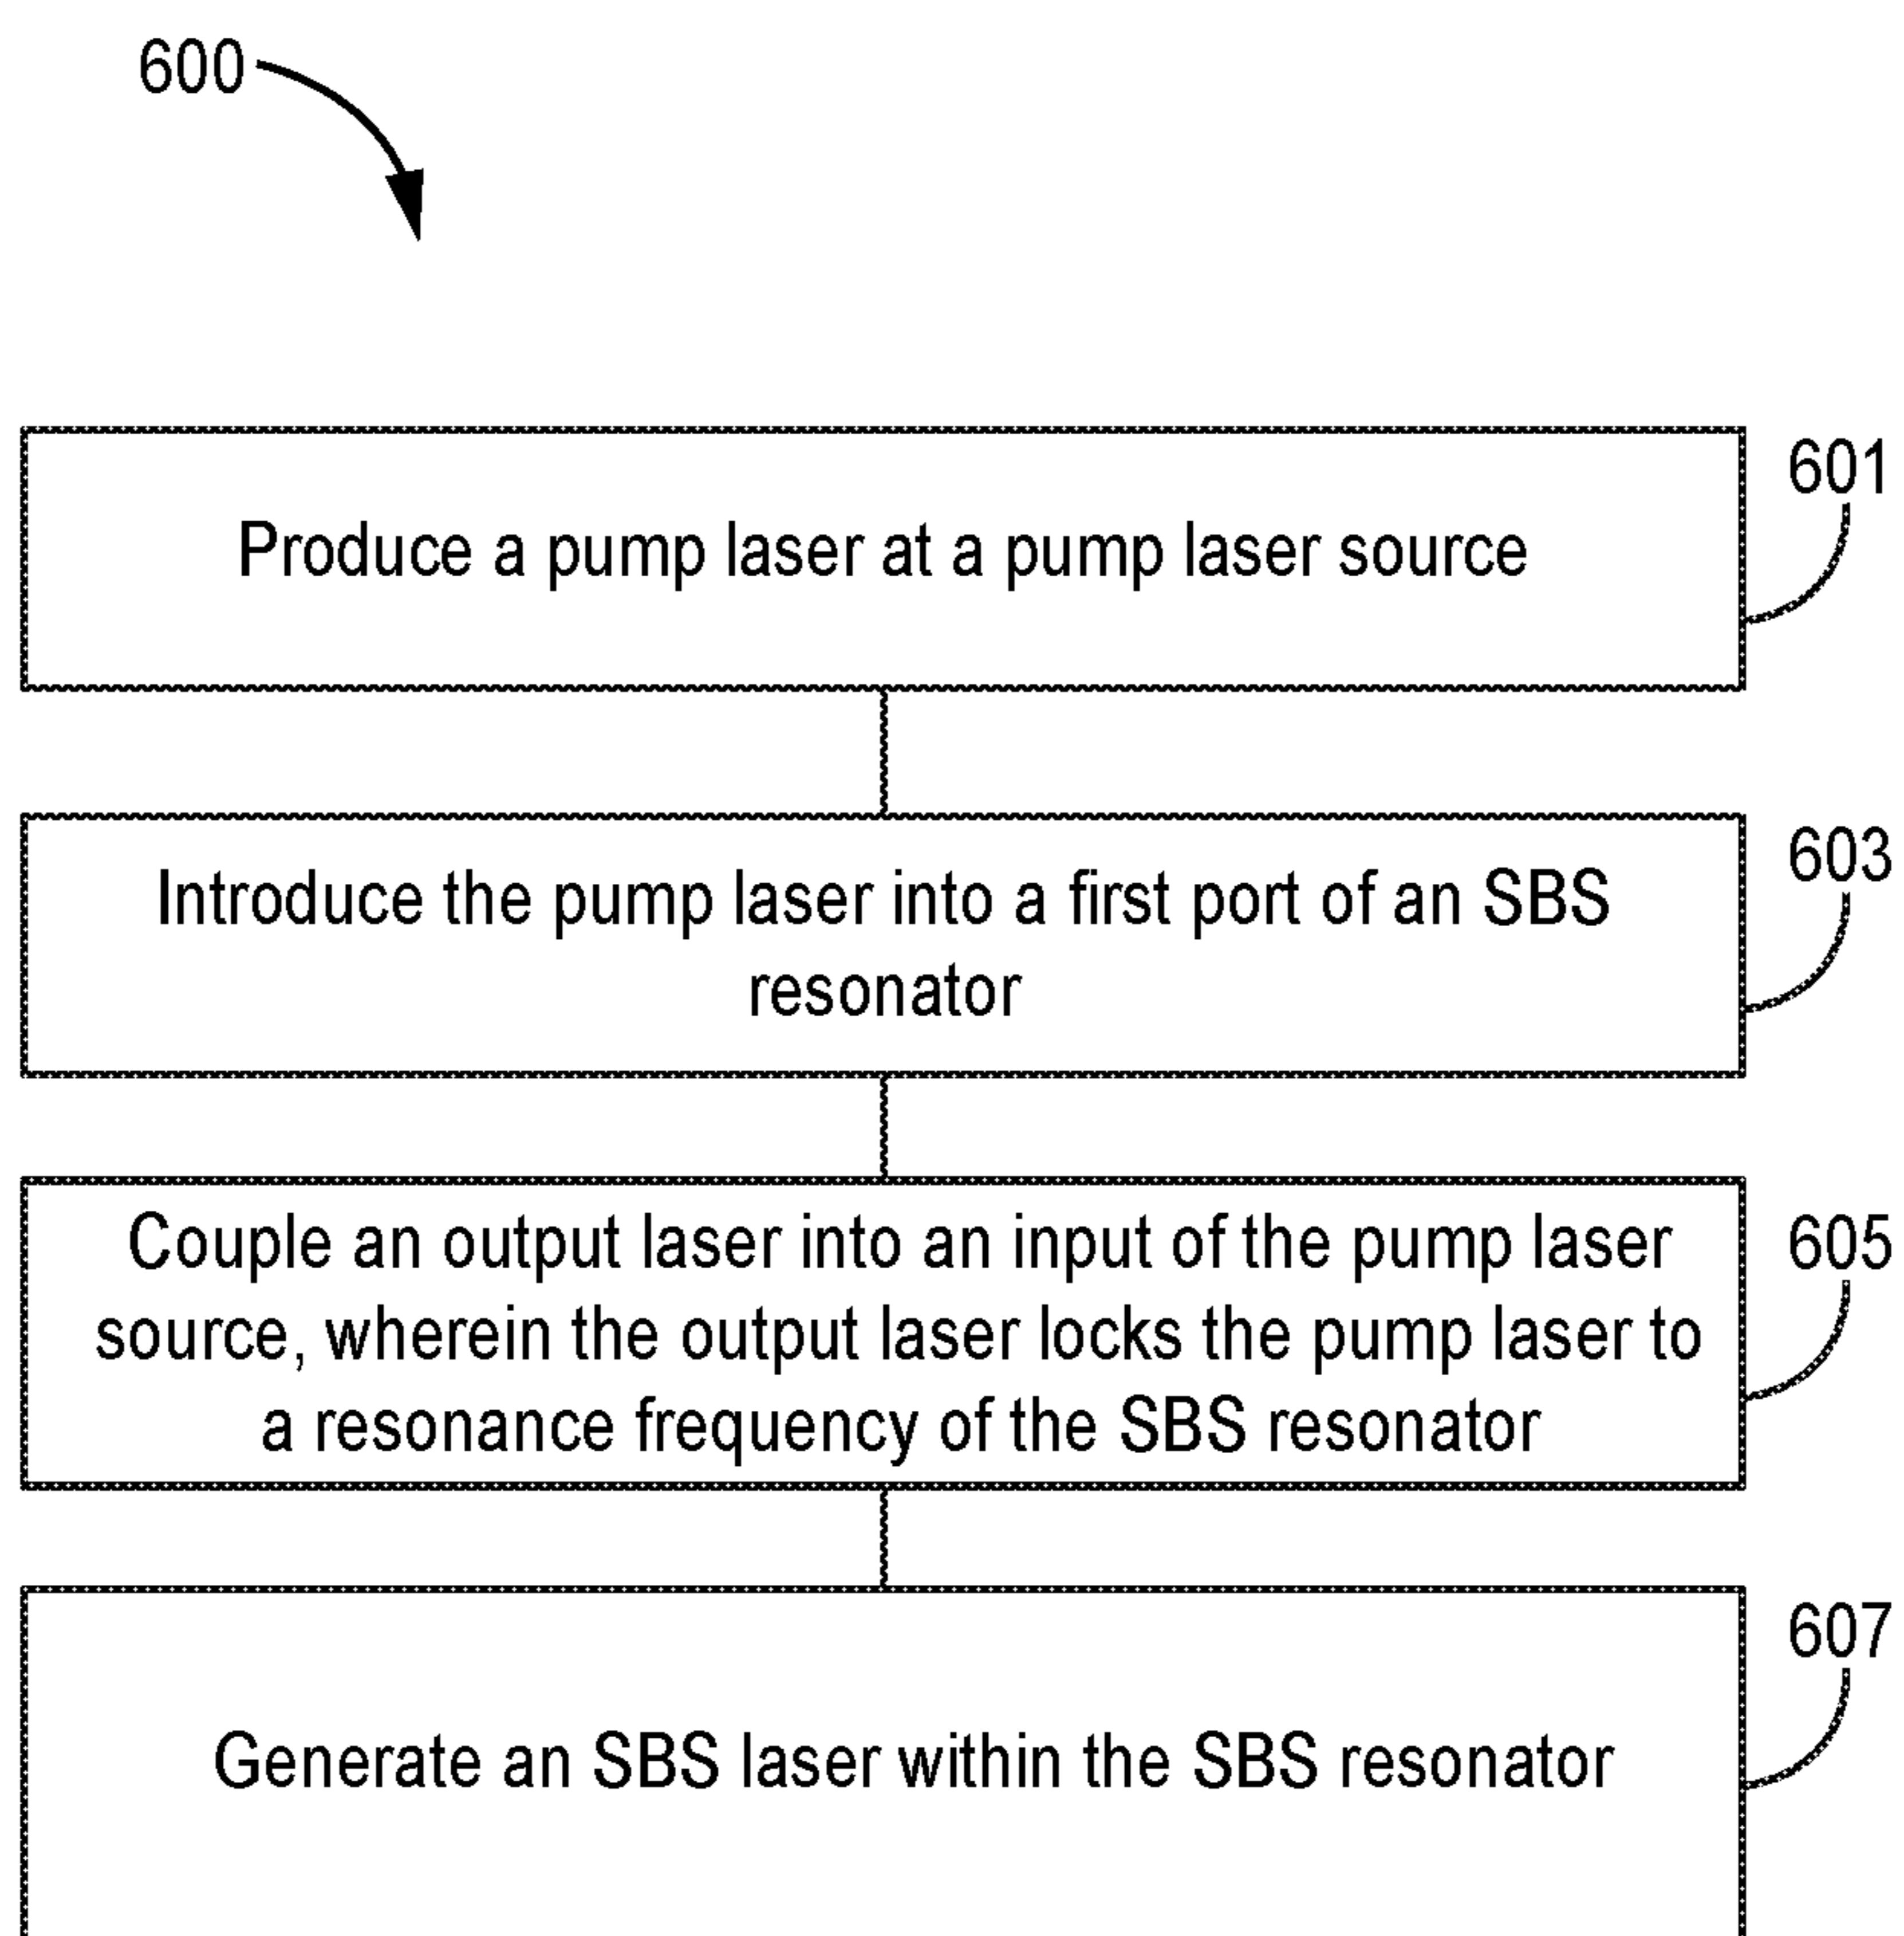 600
601
Produce a pump laser at a pump laser source
603
Introduce the pump laser into a first port of an SBS
resonator
605
Couple an output laser into an input of the pump laser
source, wherein the output laser locks the pump laser to
a resonance frequency of the SBS resonator
607
Generate an SBS laser within the SBS resonator